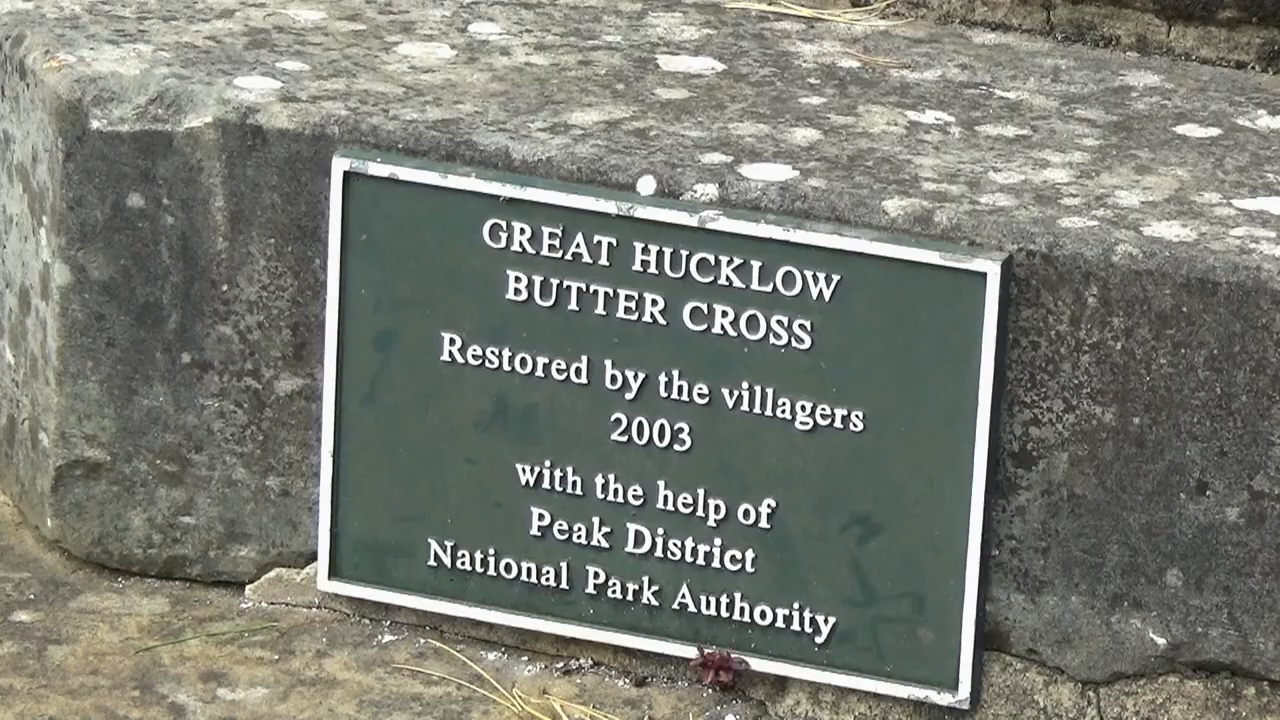 GREAT HUCKLOW
BUTTER CROSS
Restored by the villagers
2003
with the help of
Peak District
National Park Authority